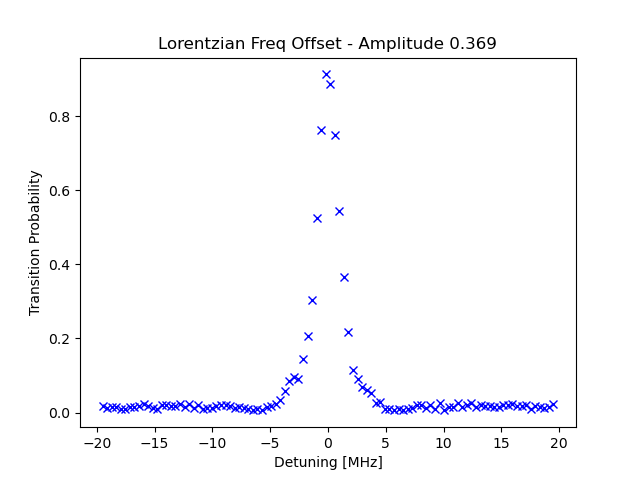 Lorentzian Freq Offset - Amplitude 0.369
Transition Probability
0.8
0.6
0.4
0.2
0.0
−20 −15 −10 −5 0 5 10 15 20
Detuning [MHz]